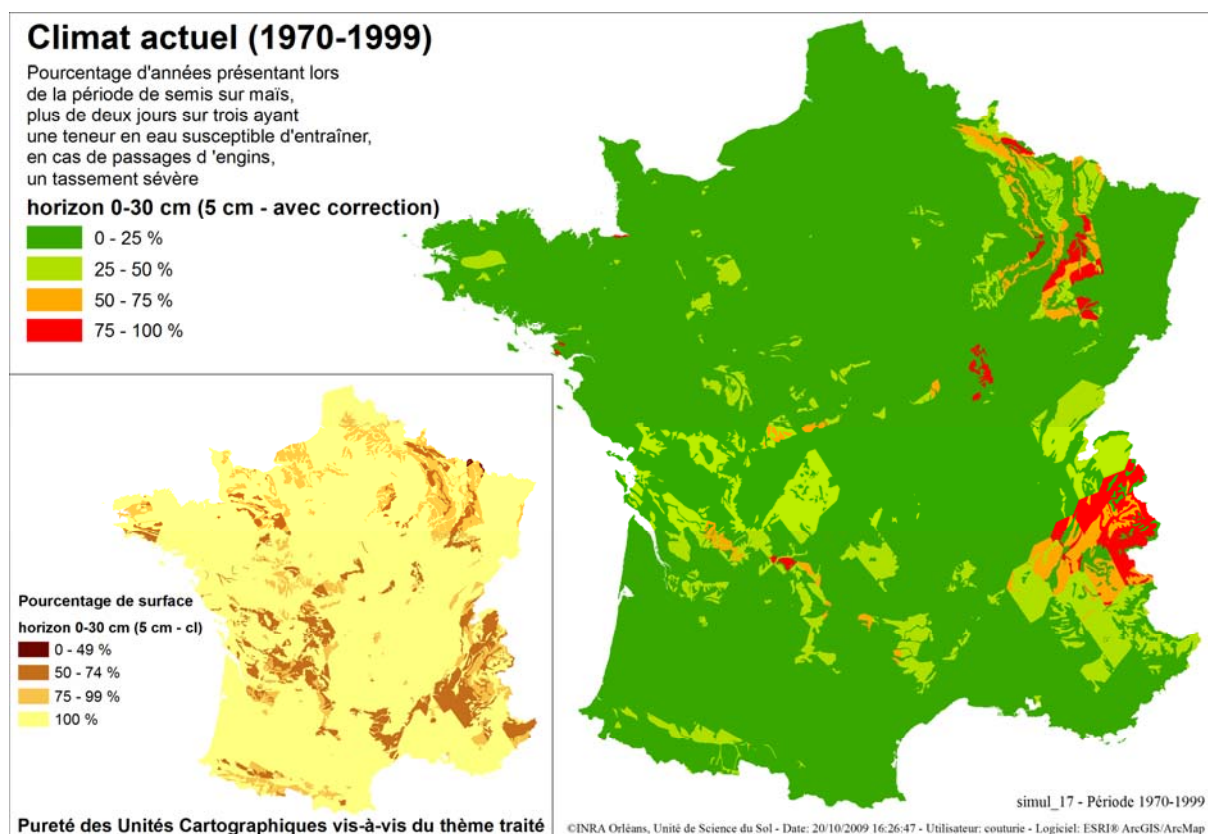 Climat actuel (1970-1999)
Pourcentage d'années présentant lors
de la période de semis sur maïs,
plus de deux jours sur trois ayant
une teneur en eau susceptible d'entraîner,
en cas de passages d 'engins,
un tassement sévère
horizon 0-30 cm (5 cm - avec correction)
0 - 25 %
25 - 50 %
50 - 75 %
75 - 100 %
Pourcentage de surface
horizon 0-30 cm (5 cm - cl)
0 - 49 %
50 - 74 %
75 - 99 %
100 %
Pureté des Unités Cartographiques vis-à-vis du thème traité
simul_17 - Période 1970-1999
©INRA Orléans, Unité de Science du Sol - Date: 20/10/2009 16:26:47 - Utilisateur: couturie - Logiciel: ESRI® ArcGIS/ArcMap